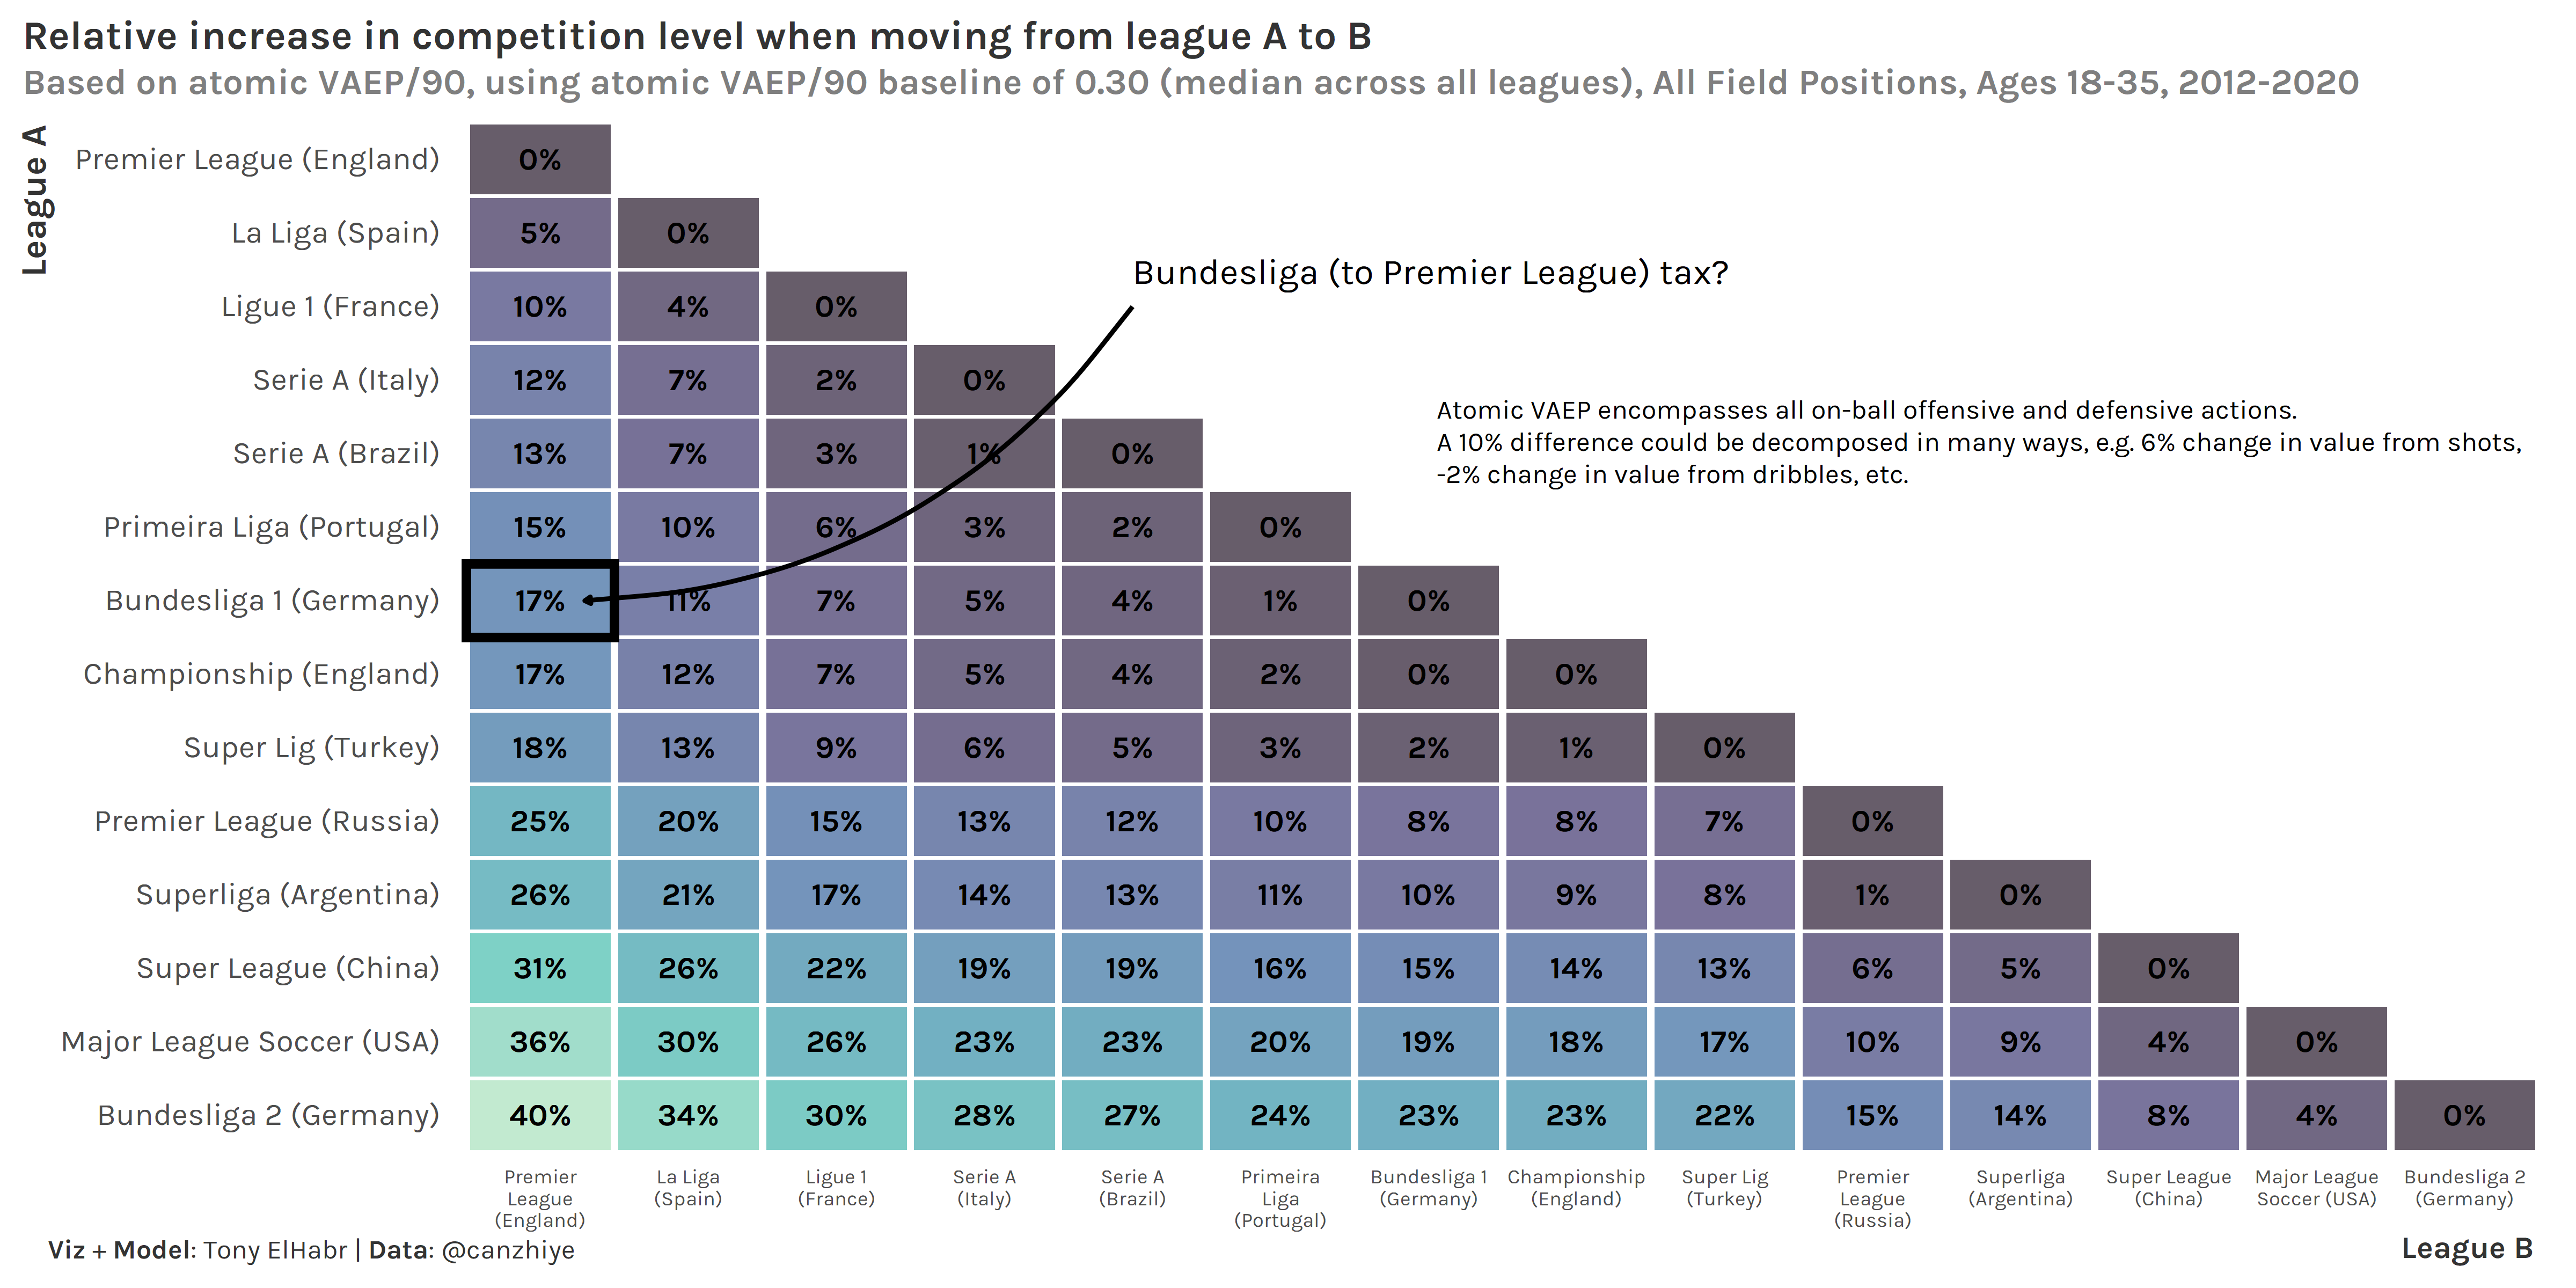 Relative increase in competition level when moving from league A to B
Based on atomic VAEP/90, using atomic VAEP/90 baseline of 0.30 (median across all leagues), All Field Positions, Ages 18-35, 2012-2020
League A
Premier League (England) 0%
La Liga (Spain) 5% 0%
Bundesliga (to Premier League) tax?
Ligue 1 (France) 10% 4% 0%
Serie A (Italy) 12% 7% 2% 0%
Atomic VAEP encompasses all on-ball offensive and defensive actions.
A 10% difference could be decomposed in many ways, e.g. 6% change in value from shots,
-2% change in value from dribbles, etc.
Serie A (Brazil) 13% 7% 3% 1% 0%
Primeira Liga (Portugal) 15% 10% 6% 3% 2% 0%
Bundesliga 1 (Germany) 17% 11% 7% 5% 4% 1% 0%
Championship (England) 17% 12% 7% 5% 4% 2% 0% 0%
Super Lig (Turkey) 18% 13% 9% 6% 5% 3% 2% 1% 0%
Premier League (Russia) 25% 20% 15% 13% 12% 10% 8% 8% 7% 0%
Superliga (Argentina) 26% 21% 17% 14% 13% 11% 10% 9% 8% 1% 0%
Super League (China) 31% 26% 22% 19% 19% 16% 15% 14% 13% 6% 5% 0%
Major League Soccer (USA) 36% 30% 26% 23% 23% 20% 19% 18% 17% 10% 9% 4% 0%
Bundesliga 2 (Germany) 40% 34% 30% 28% 27% 24% 23% 23% 22% 15% 14% 8% 4% 0%
Premier
League
(England)
La Liga
(Spain)
Ligue 1
(France)
Serie A
(Italy)
Serie A
(Brazil)
Primeira
Liga
(Portugal)
Bundesliga 1
(Germany)
Championship
(England)
Super Lig
(Turkey)
Premier
League
(Russia)
Superliga
(Argentina)
Super League
(China)
Major League
Soccer (USA)
Bundesliga 2
(Germany)
Viz + Model: Tony ElHabr | Data: @canzhiye
League B